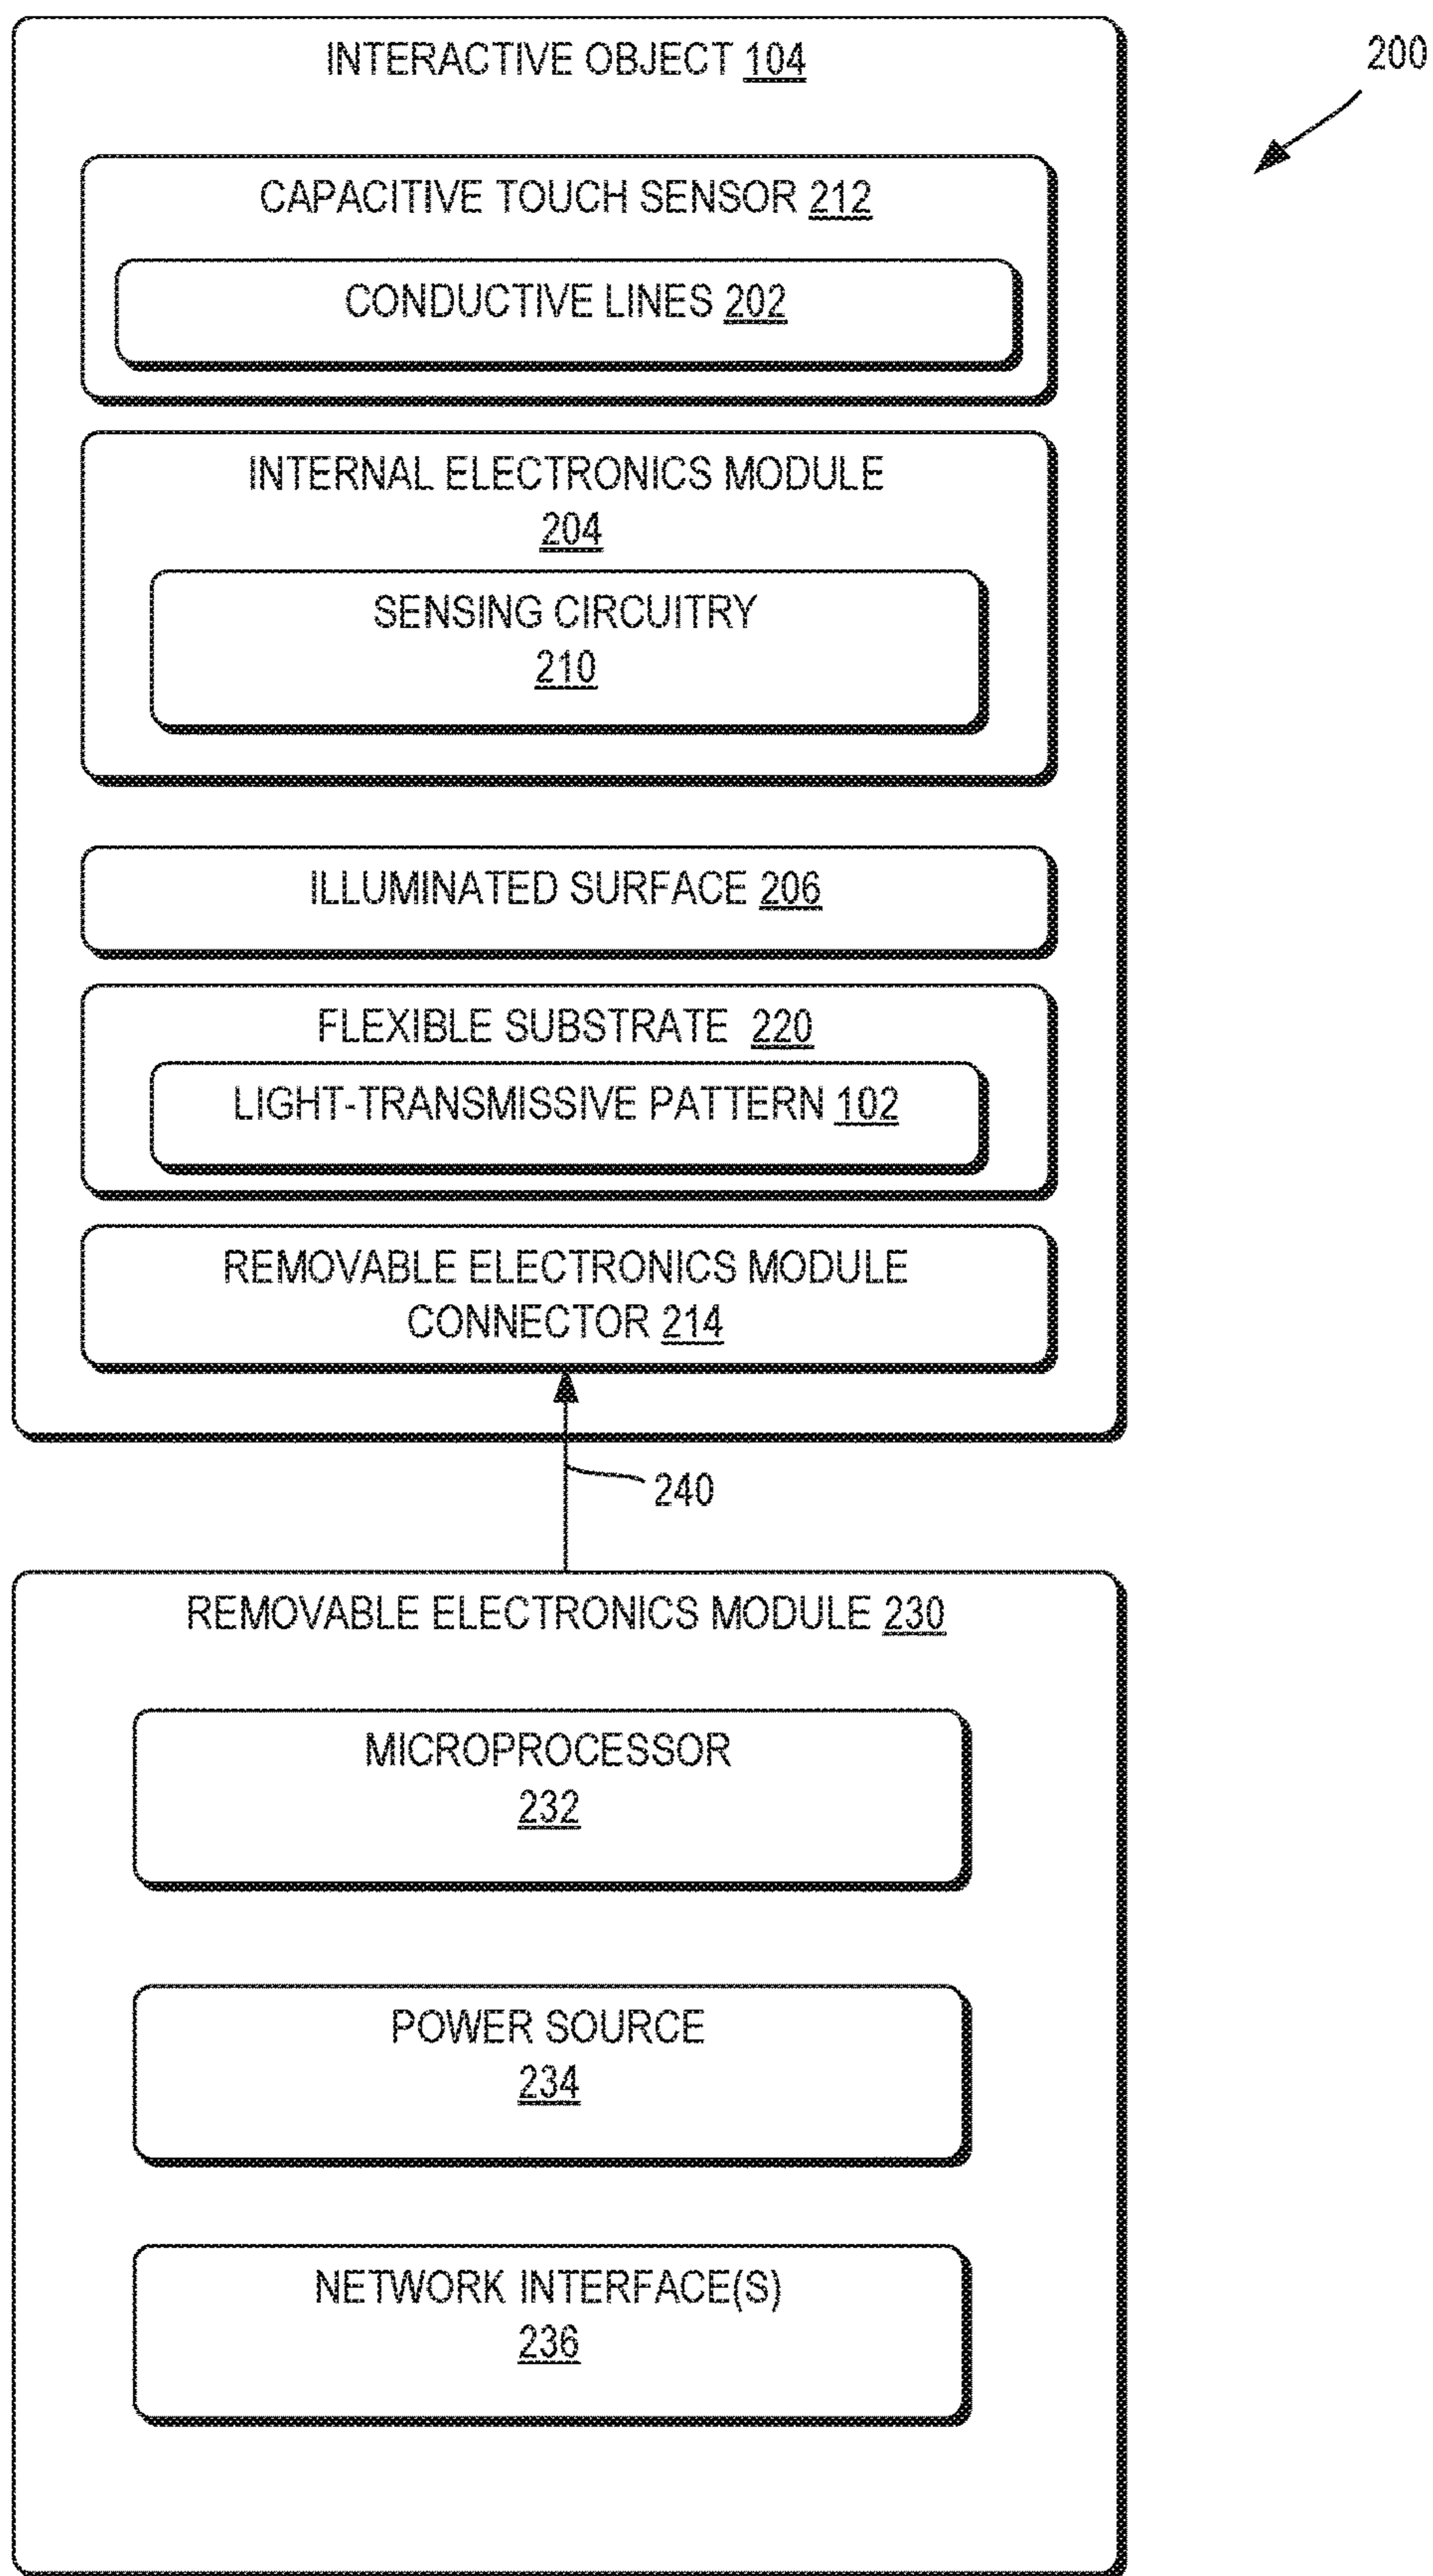 INTERACTIVE OBJECT 104
200
CAPACITIVE TOUCH SENSOR 212
CONDUCTIVE LINES 202
INTERNAL ELECTRONICS MODULE
204
SENSING CIRCUITRY
210
ILLUMINATED SURFACE 206
FLEXIBLE SUBSTRATE 220
LIGHT-TRANSMISSIVE PATTERN 102
REMOVABLE ELECTRONICS MODULE
CONNECTOR 214
240
REMOVABLE ELECTRONICS MODULE 230
MICROPROCESSOR
232
POWER SOURCE
234
NETWORK INTERFACE(S)
236